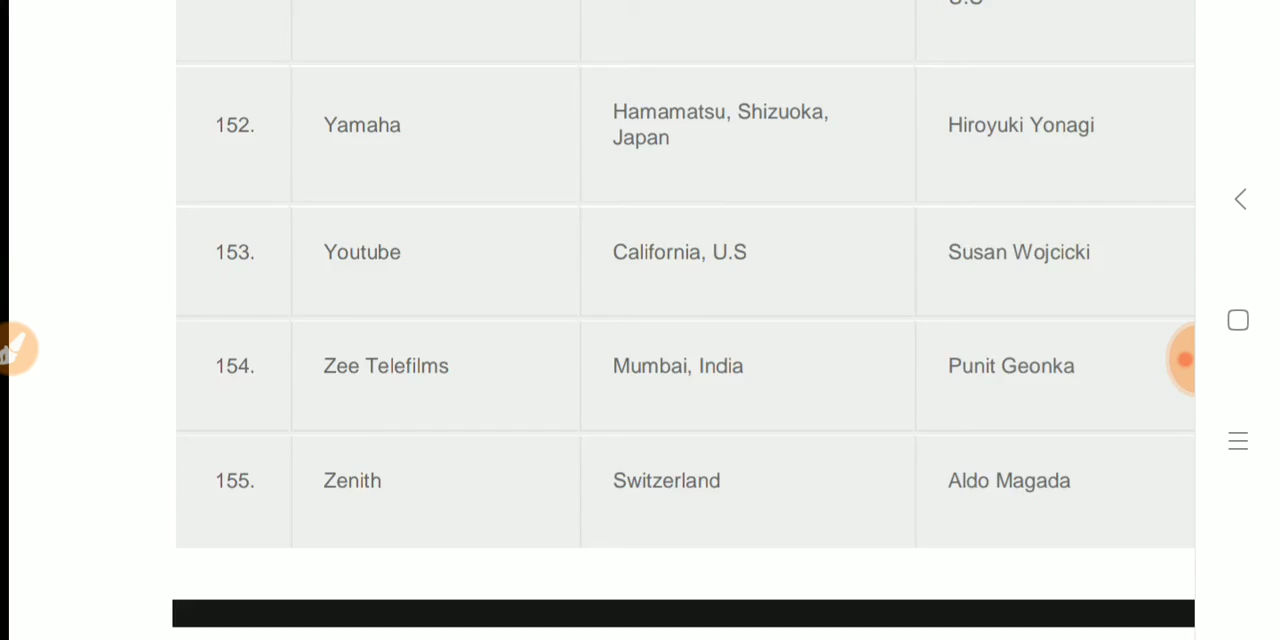 152.
Yamaha
Hamamatsu, Shizuoka,
Japan
Hiroyuki Yonagi
153.
Youtube
California, U.S
Susan Wojcicki
154.
Zee Telefilms
Mumbai, India
Punit Geonka
155.
Zenith
Switzerland
Aldo Magada